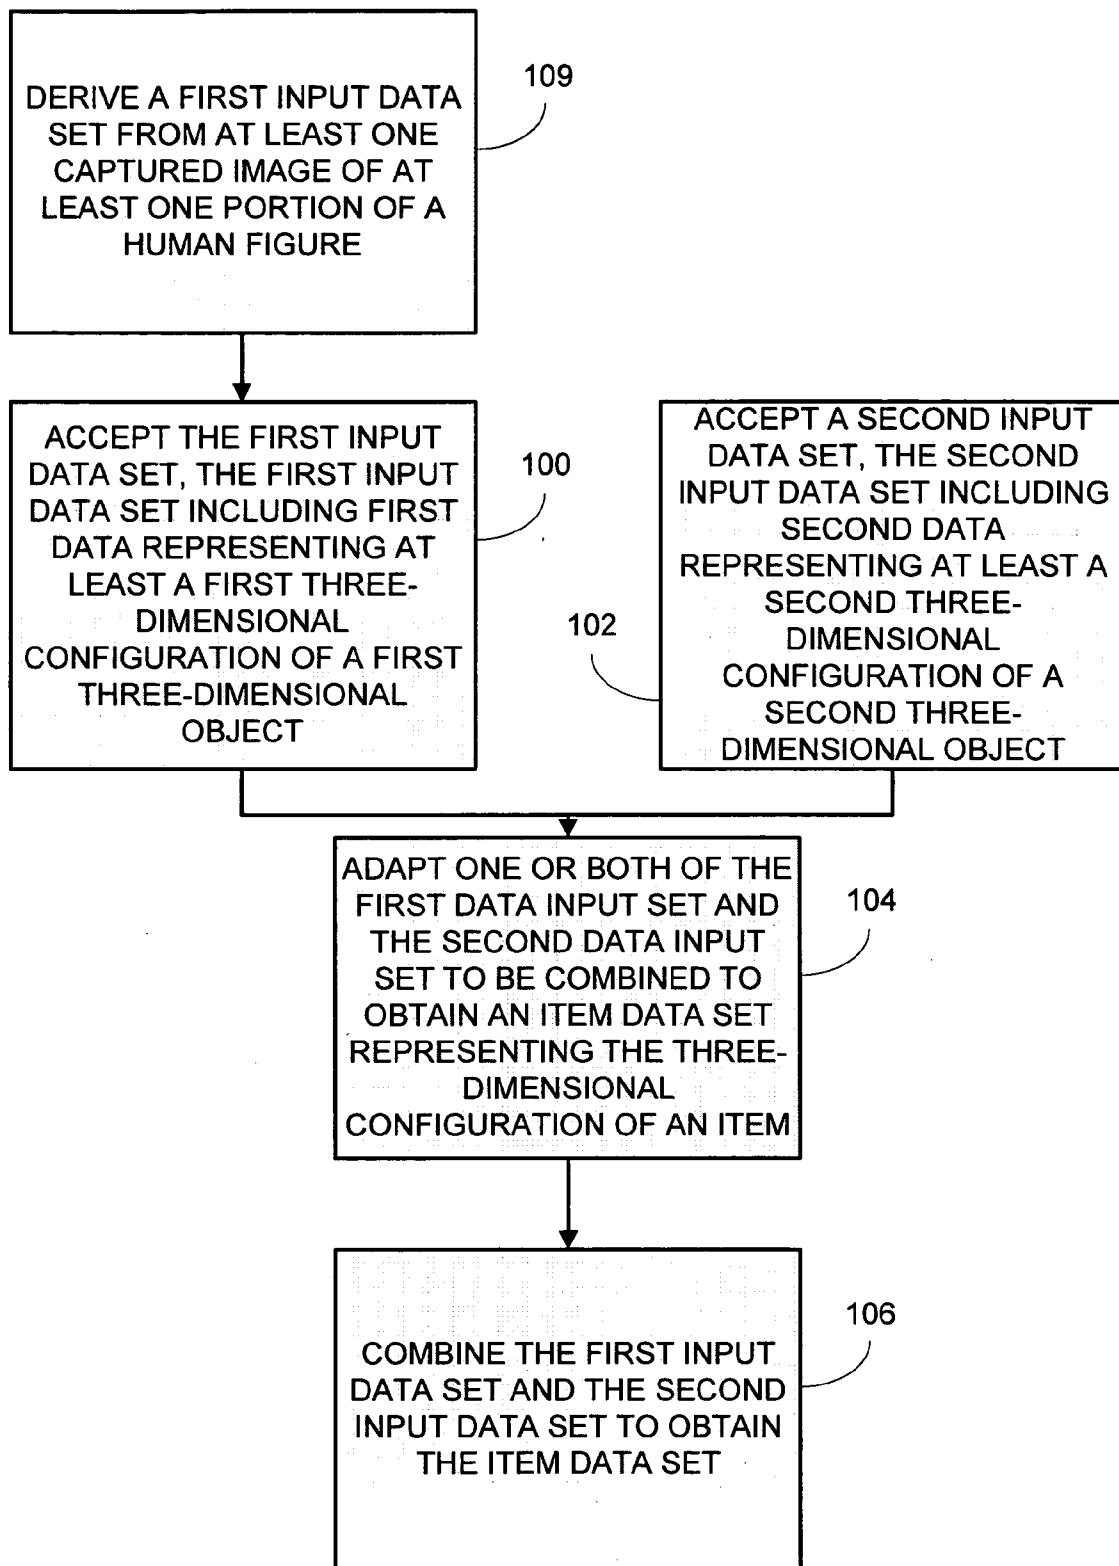 DERIVE A FIRST INPUT DATA
SET FROM AT LEAST ONE
CAPTURED IMAGE OF AT
LEAST ONE PORTION OF A
HUMAN FIGURE
109
ACCEPT THE FIRST INPUT
DATA SET, THE FIRST INPUT
DATA SET INCLUDING FIRST
DATA REPRESENTING AT
LEAST A FIRST THREE-
DIMENSIONAL
CONFIGURATION OF A FIRST
THREE-DIMENSIONAL
OBJECT
100
ACCEPT A SECOND INPUT
DATA SET, THE SECOND
INPUT DATA SET INCLUDING
SECOND DATA
REPRESENTING AT LEAST A
SECOND THREE-
DIMENSIONAL
CONFIGURATION OF A
SECOND THREE-
DIMENSIONAL OBJECT
102
ADAPT ONE OR BOTH OF THE
FIRST DATA INPUT SET AND
THE SECOND DATA INPUT
SET TO BE COMBINED TO
OBTAIN AN ITEM DATA SET
REPRESENTING THE THREE-
DIMENSIONAL
CONFIGURATION OF AN ITEM
104
COMBINE THE FIRST INPUT
DATA SET AND THE SECOND
INPUT DATA SET TO OBTAIN
THE ITEM DATA SET
106